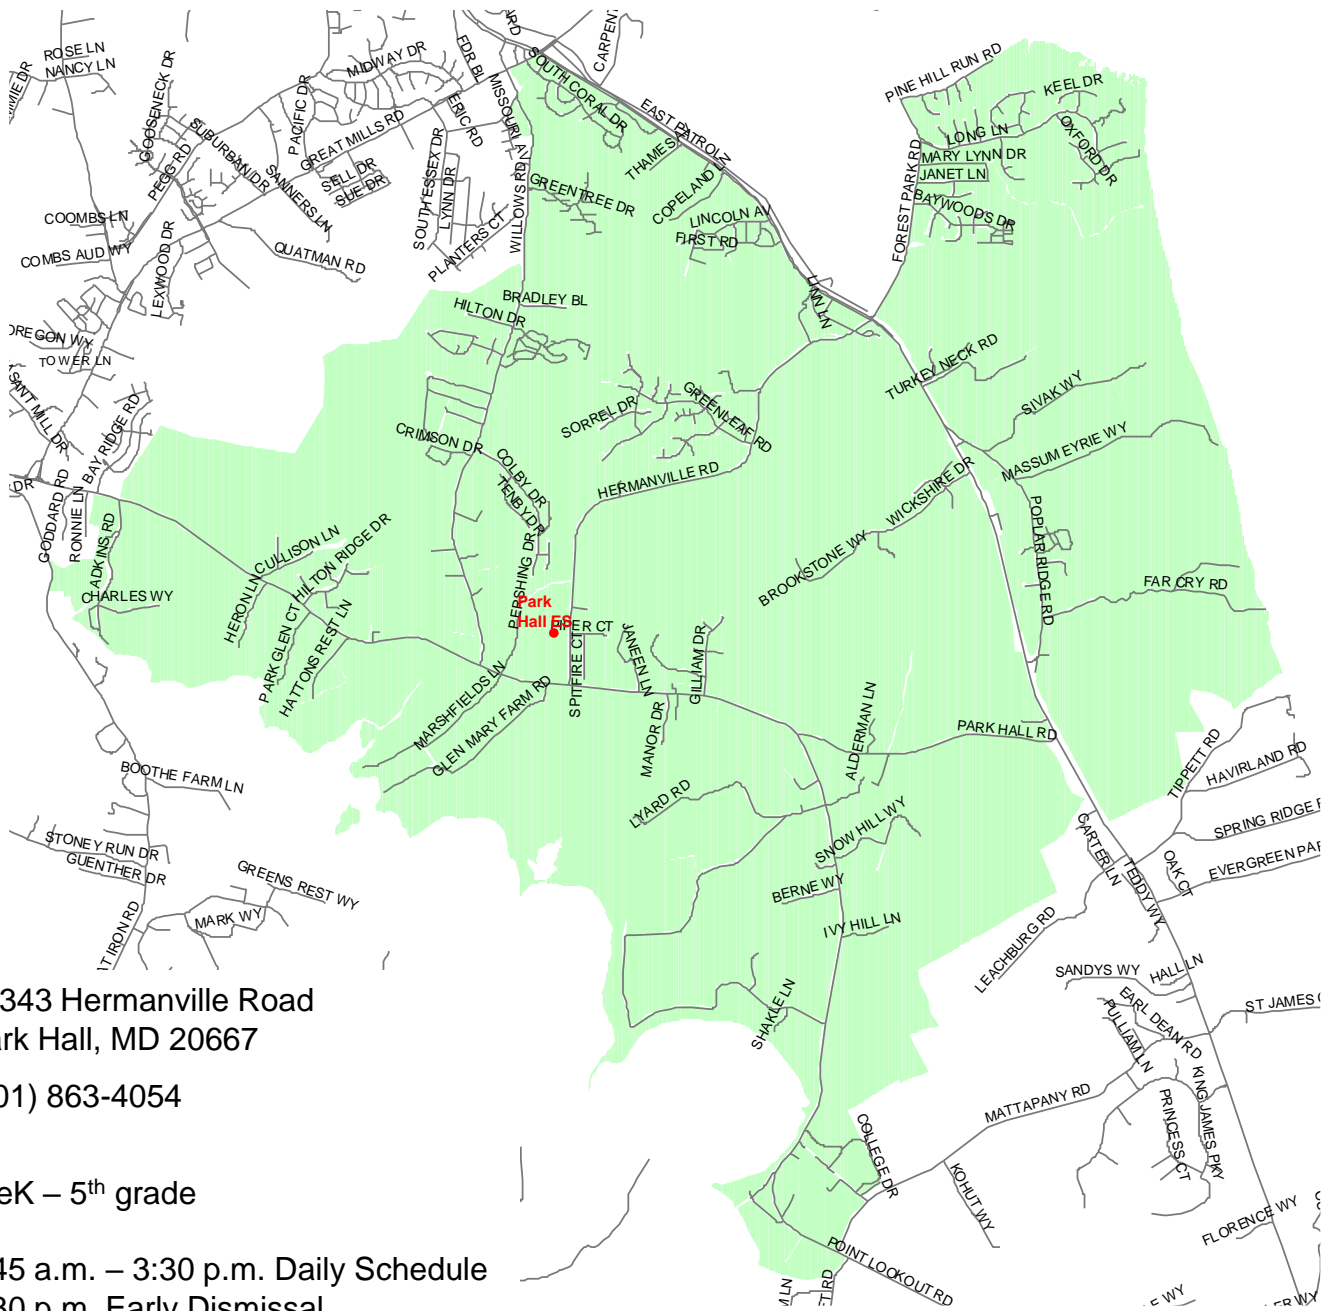 ROSE LN
NANCY LN
GOOSENECK DR
MIDWAY DR
PACIFIC DR
FDR BL
MISSOURI AV
ERIC RD
SOUTH CORAL DR
EAST PATROL
PINE HILL RUN RD
KEEL DR
LONG LN
OXFORD DR
MARY LYNN DR
JANET LN
BAYWOODS DR
FOREST PARK RD
SUBURBAN DR
PEGG RD
GREAT MILLS RD
SANNERS LN
SELL DR
SUE DR
SOUTH ESSEX DR
LYNN DR
PLANTERS CT
WILLOWS RD
GREENTREE DR
THAMES
COPELAND
LINCOLN AV
FIRST RD
LINN LN
COOMBS LN
COMBS AUD WY
LEXWOOD DR
QUATMAN RD
BRADLEY BL
HILTON DR
TOWER LN
TURKEY NECK RD
SIVAK WY
MASSUM EYRIE WY
BAY RIDGE RD
CRIMSON DR
COLBY DR
TENBY DR
SORREL DR
GREENLEAF RD
HERMANVILLE RD
WICKSHIRE DR
BROOKSTONE WY
POPLAR RIDGE RD
FAR CRY RD
GODDARD RD
RONNIE LN
ADKINS RD
CHARLES WY
CULLISON LN
HERON LN
HILTON RIDGE DR
PARK GLEN CT
HATTONS REST LN
PERSHING DR
Park
Hall ES
SPITFIRE CT
JANEEN LN
GILLIAM DR
MANOR DR
MARSHFIELDS LN
GLEN MARY FARM RD
ALDERMAN LN
PARK HALL RD
TIPPETT RD
HAVIRLAND RD
SPRING RIDGE
EVERGREEN PAR
OAK CT
CARTER LN
TEDDY WY
LEACHBURG RD
BOOTHE FARM LN
STONEY RUN DR
GUENTHER DR
GREENS REST WY
MARK WY
AT IRON RD
LYARD RD
SNOW HILL WY
BERNE WY
IVY HILL LN
SHAKLE LN
SANDYS WY
HALL LN
EARL DEAN RD
PULLIAM LN
ST JAMES
MATTAPANY RD
KING JAMES PKY
PRINCESS CT
COLLEGE DR
KOHUT WY
FLORENCE WY
POINT LOOKOUT RD
343 Hermanville Road
rk Hall, MD 20667
01) 863-4054
eK – 5th grade
45 a.m. – 3:30 p.m. Daily Schedule
30 p.m. Early Dismissal